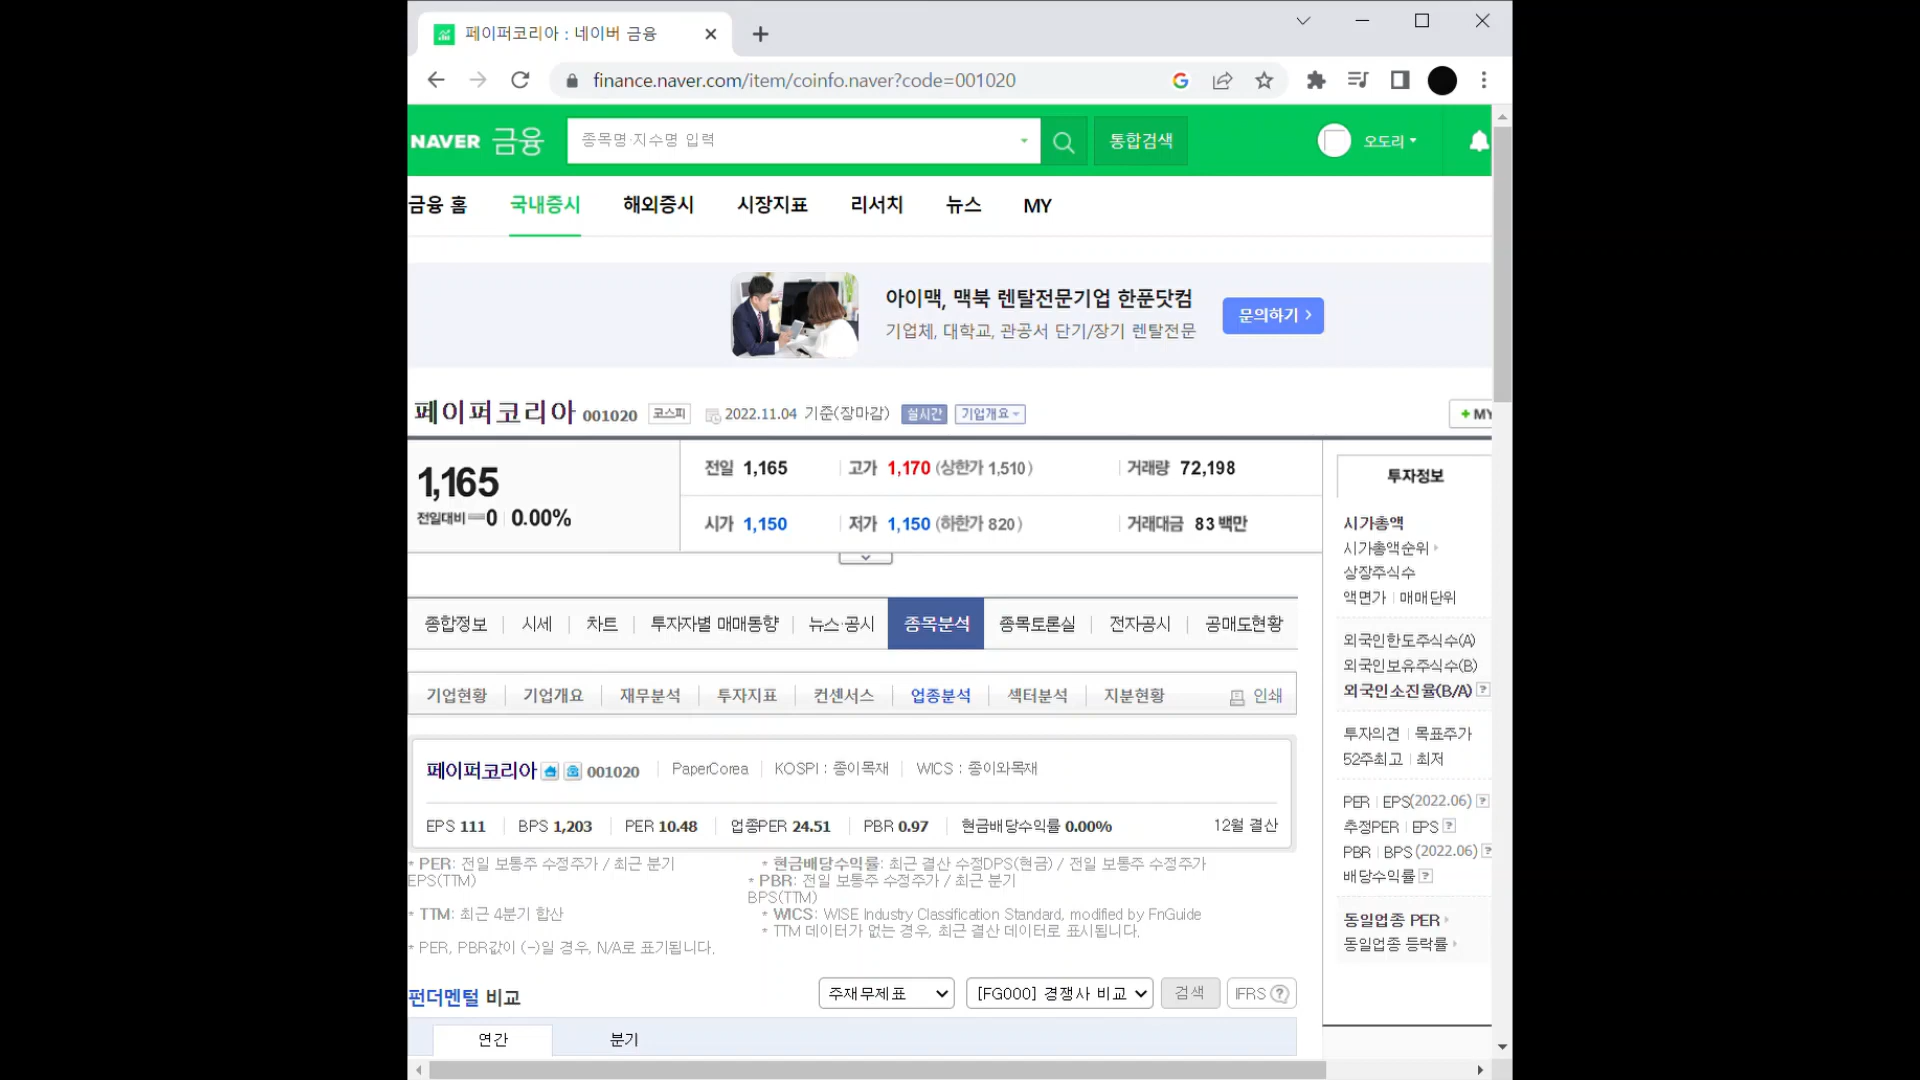 페이퍼코리아 : 네이버 금융
finance.naver.com/item/coinfo.naver?code=001020
NAVER 금융 종목명·지수명 입력 통합검색 오도리
금융 홈 국내증시 해외증시 시장지표 리서치 뉴스 MY
아이맥, 맥북 렌탈전문기업 한푼닷컴
기업체, 대학교, 관공서 단기/장기 렌탈전문
문의하기
페이퍼코리아 001020 코스피 2022.11.04 기준(장마감) 실시간 기업개요 MY
1,165
전일대비 0 0.00%
전일 1,165 고가 1,170 (상한가 1,510) 거래량 72,198
시가 1,150 저가 1,150 (하한가 820) 거래대금 83 백만
종합정보 시세 차트 투자자별 매매동향 뉴스·공시 종목분석 종목토론실 전자공시 공매도현황
기업현황 기업개요 재무분석 투자지표 컨센서스 업종분석 섹터분석 지분현황 인쇄
페이퍼코리아 001020 PaperCorea KOSPI : 종이목재 WICS : 종이와목재
EPS 111 BPS 1,203 PER 10.48 업종PER 24.51 PBR 0.97 현금배당수익률 0.00% 12월 결산
* PER: 전일 보통주 수정주가 / 최근 분기
EPS(TTM)
* TTM: 최근 4분기 합산
* PER, PBR값이 (-)일 경우, N/A로 표기됩니다.
* 현금배당수익률: 최근 결산 수정DPS(현금) / 전일 보통주 수정주가
* PBR: 전일 보통주 수정주가 / 최근 분기
BPS(TTM)
* WICS: WISE Industry Classification Standard, modified by FnGuide
* TTM 데이터가 없는 경우, 최근 결산 데이터로 표시됩니다.
펀더멘털 비교 주재무제표 [FG000] 경쟁사 비교 검색 IFRS ?
연간 분기
투자정보
시가총액
시가총액순위
상장주식수
액면가 매매단위
외국인한도주식수(A)
외국인보유주식수(B)
외국인소진율(B/A) ?
투자의견 목표주가
52주최고 최저
PER EPS(2022.06) ?
추정PER EPS ?
PBR BPS (2022.06) ?
배당수익률 ?
동일업종 PER
동일업종 등락률